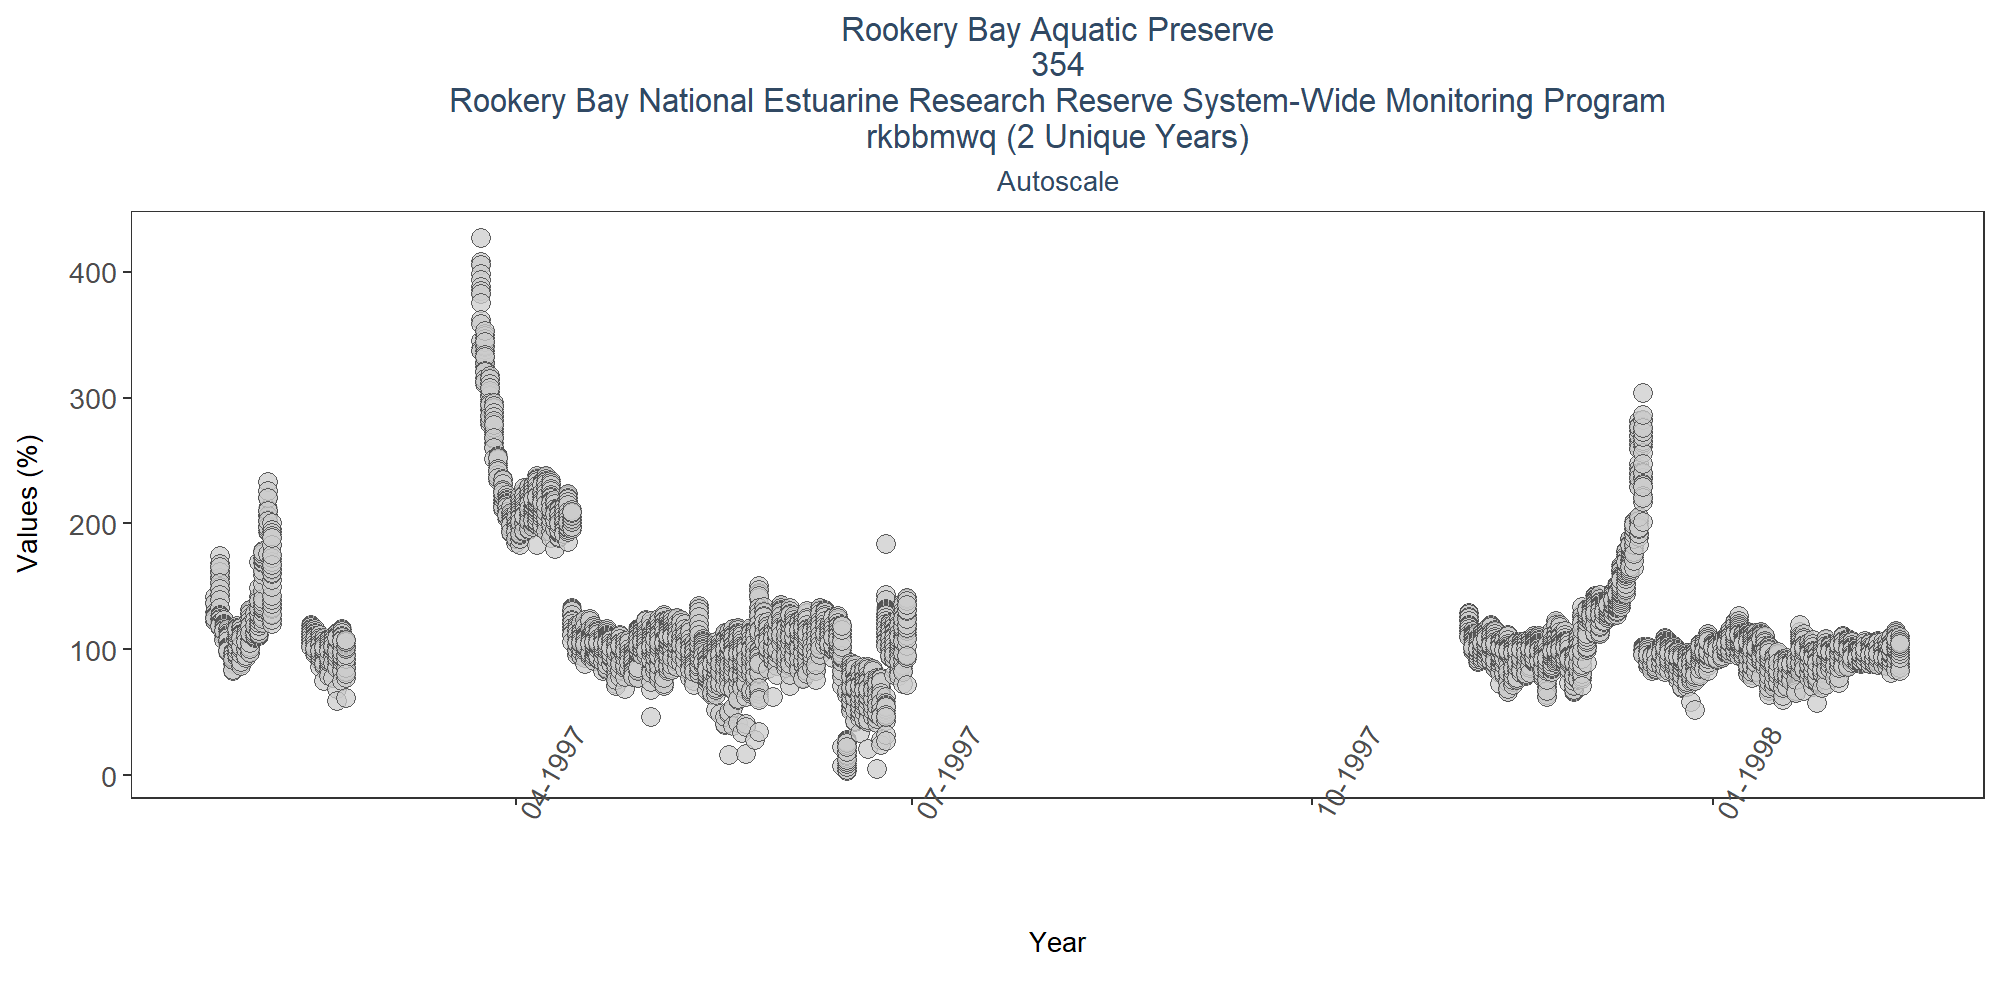 Rookery Bay Aquatic Preserve
354
Rookery Bay National Estuarine Research Reserve System-Wide Monitoring Program
rkbbmwq (2 Unique Years)
Autoscale
400
300
200
100
0
Values (%)
04-1997
07-1997
10-1997
01-1998
Year